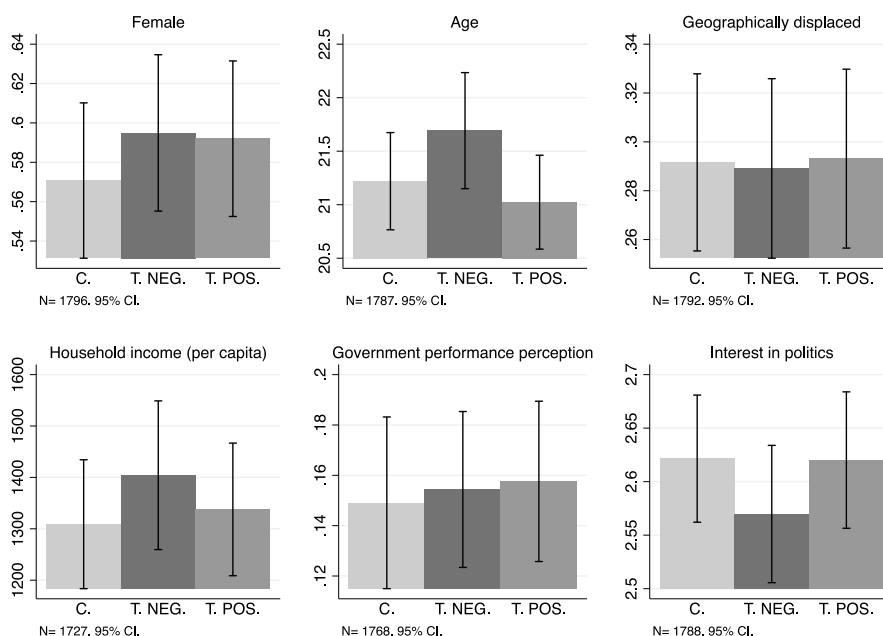 Female
.64
.62
.6
.58
.56
.54
C. T. NEG. T. POS.
N= 1796. 95% CI.
Age
22.5
22
21.5
21
20.5
C. T. NEG. T. POS.
N= 1787. 95% CI.
Geographically displaced
.34
.32
.3
.28
.26
C. T. NEG. T. POS.
N= 1792. 95% CI.
Household income (per capita)
1600
1500
1400
1300
1200
C. T. NEG. T. POS.
N= 1727. 95% CI.
Government performance perception
.2
.18
.16
.14
.12
C. T. NEG. T. POS.
N= 1768. 95% CI.
Interest in politics
2.7
2.65
2.6
2.55
2.5
C. T. NEG. T. POS.
N= 1788. 95% CI.